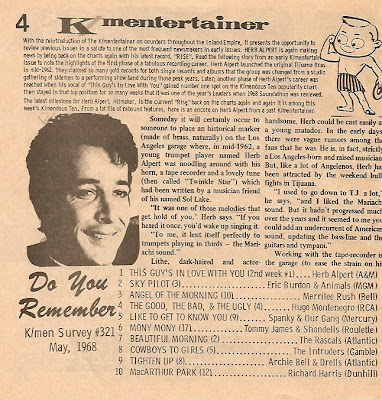 4 K/mentertainer
With the reintroduction of The K/mentertainer on counters throughout the Inland Empire, it presents the opportunity to
review previous issues in a salute to one of the most frequent newsmakers in early issues. HERB ALPERT is again making
news by being back on the charts again with his latest record, "RISE". Read the following story from an early K/mentertainer
issue to note the highlights of the first phase of a fabulous recording career. Herb Alpert launched the original Tijuana Brass
in mid-1962. They claimed so many gold records for both single records and albums that the group was changed from a studio
gathering of sidemen to a performing show band during those peak years. Later, another phase of Herb Alpert's career was
reached when his vocal of "This Guy's In Love With You" gained number one spot on the K/mendous Ten popularity chart
then stayed in that top position for so many weeks that it was one of the year's Leaders when 1968 Soundation was reviewed.
The latest milestone for Herb Alpert, Hitmaker, is the current "Rise" back on the charts again and again it is among this
week's K/mendous Ten. From a fat file of rebound features, here is an encore on Herb Alpert from a past K/mentertainer.
Someday it will certainly occur to
someone to place an historical marker
(made of brass, naturally) on the Los
Angeles garage where, in mid-1962, a
young trumpet player named Herb
Alpert was noodling around with his
horn, a tape recorder and a lovely tune
(then called "Twinkle Star") which
had been written by a musician friend
of his named Sol Lake.
"It was one of those melodies that
get hold of you," Herb says. "If you
heard it once, you'd wake up singing it.
"To me, it lent itself perfectly to
trumpets playing in thirds — the Mari-
achi sound."
Lithe, dark-haired and actor-
handsome, Herb could be cast easily as
a young matador. In the early days
there were vague rumors among the
fans that he was. He is, in fact, strictly
a Los Angeles-born and raised musician.
But, like a lot of Angelenos, Herb had
been attracted by the weekend bull
fights in Tijuana.
"I used to go down to TJ a lot,"
he says, "and I liked the Mariachi
sound. But it hadn't progressed much
over the years and it seemed to me you
could add an undercurrent of American
sound, updating the bass-line and the
guitars and tympani."
Working with the tape-recorder in
the garage (to ease the strain on his
Do You
Remember
K/men Survey #321
May, 1968
1 THIS GUY'S IN LOVE WITH YOU (2nd week #1) Herb Alpert (A&M)
2 SKY PILOT (3) Eric Burdon & Animals (MGM)
3 ANGEL OF THE MORNING (10) Merrilee Rush (Bell)
4 THE GOOD, THE BAD, & THE UGLY (4) Hugo Montenegro (RCA)
5 LIKE TO GET TO KNOW YOU (9) Spanky & Our Gang (Mercury)
6 MONY MONY (17) Tommy James & Shondells (Roulette)
7 BEAUTIFUL MORNING (2) The Rascals (Atlantic)
8 COWBOYS TO GIRLS (5) The Intruders (Gamble)
9 TIGHTEN UP (8) Archie Bell & Drells (Atlantic)
10 MacARTHUR PARK (12) Richard Harris (Dunhill)